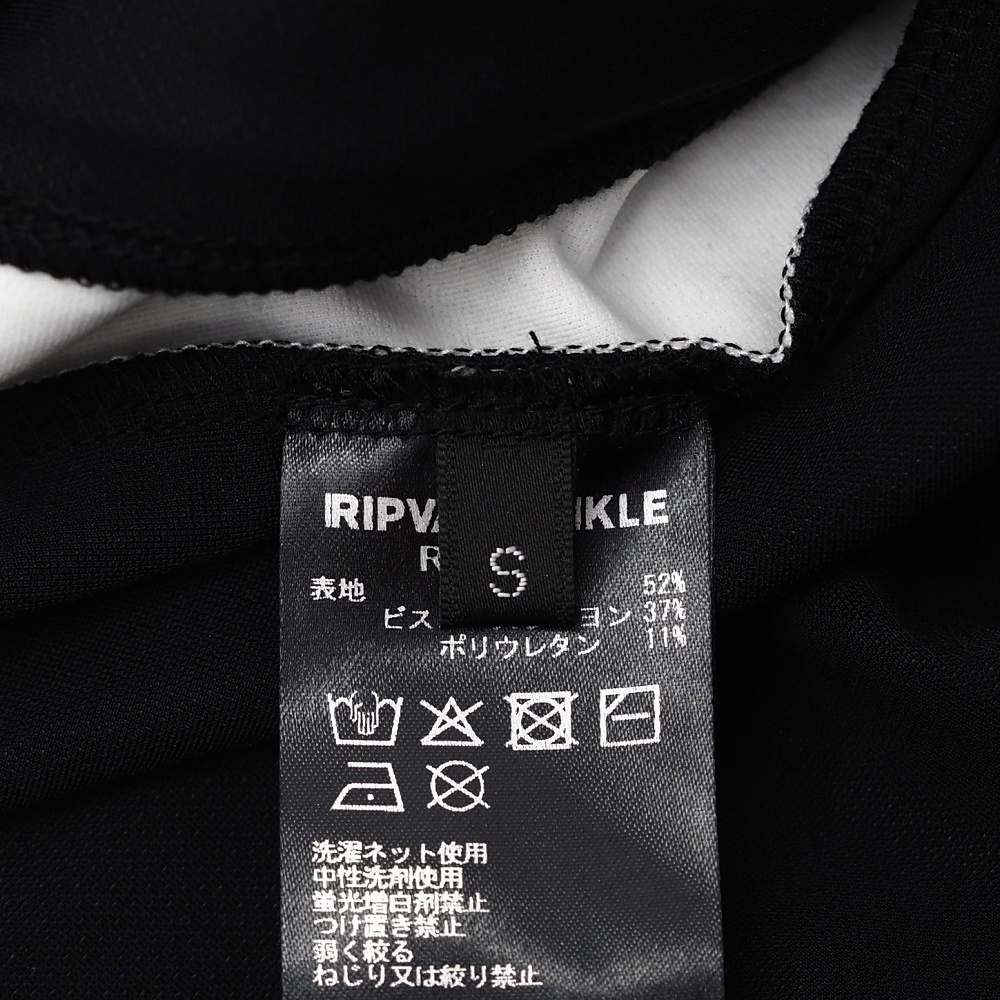 RIPVA
NKLE
R
S
表地 52%
ビス ヨン 37%
ポリウレタン 11%
洗濯ネット使用
中性洗剤使用
蛍光増白剤禁止
つけ置き禁止
弱く絞る
ねじり又は絞り禁止